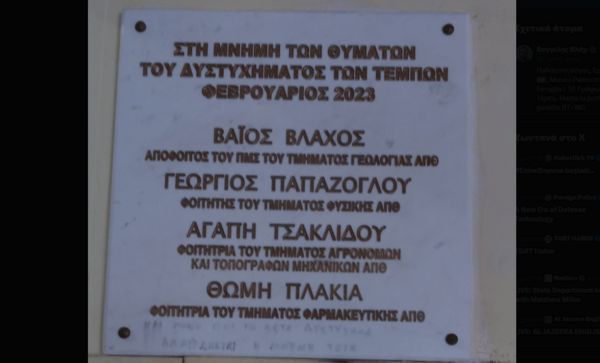 ΣΤΗ ΜΝΗΜΗ ΤΩΝ ΘΥΜΑΤΩΝ
ΤΟΥ ΔΥΣΤΥΧΗΜΑΤΟΣ ΤΩΝ ΤΕΜΠΩΝ
ΦΕΒΡΟΥΑΡΙΟΣ 2023
ΒΑΪΟΣ ΒΛΑΧΟΣ
ΑΠΟΦΟΙΤΟΣ ΤΟΥ ΠΜΣ ΤΟΥ ΤΜΗΜΑΤΟΣ ΓΕΩΛΟΓΙΑΣ ΑΠΘ
ΓΕΩΡΓΙΟΣ ΠΑΠΑΖΟΓΛΟΥ
ΦΟΙΤΗΤΗΣ ΤΟΥ ΤΜΗΜΑΤΟΣ ΦΥΣΙΚΗΣ ΑΠΘ
ΑΓΑΠΗ ΤΣΑΚΛΙΔΟΥ
ΦΟΙΤΗΤΡΙΑ ΤΟΥ ΤΜΗΜΑΤΟΣ ΑΓΡΟΝΟΜΩΝ
ΚΑΙ ΤΟΠΟΓΡΑΦΩΝ ΜΗΧΑΝΙΚΩΝ ΑΠΘ
ΘΩΜΗ ΠΛΑΚΙΑ
ΦΟΙΤΗΤΡΙΑ ΤΟΥ ΤΜΗΜΑΤΟΣ ΦΑΡΜΑΚΕΥΤΙΚΗΣ ΑΠΘ